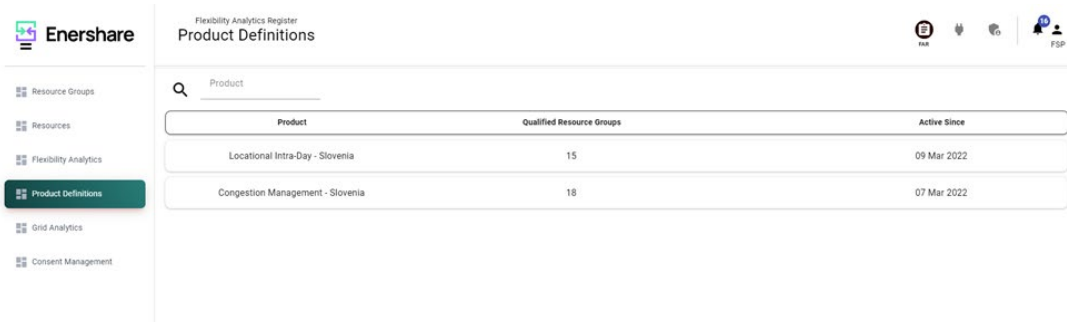 Enershare
Flexibility Analytics Register
Product Definitions
FAR
16
FSP
Resource Groups
Resources
Flexibility Analytics
Product Definitions
Grid Analytics
Consent Management
Product
Product Qualified Resource Groups Active Since
Locational Intra-Day - Slovenia 15 09 Mar 2022
Congestion Management - Slovenia 18 07 Mar 2022